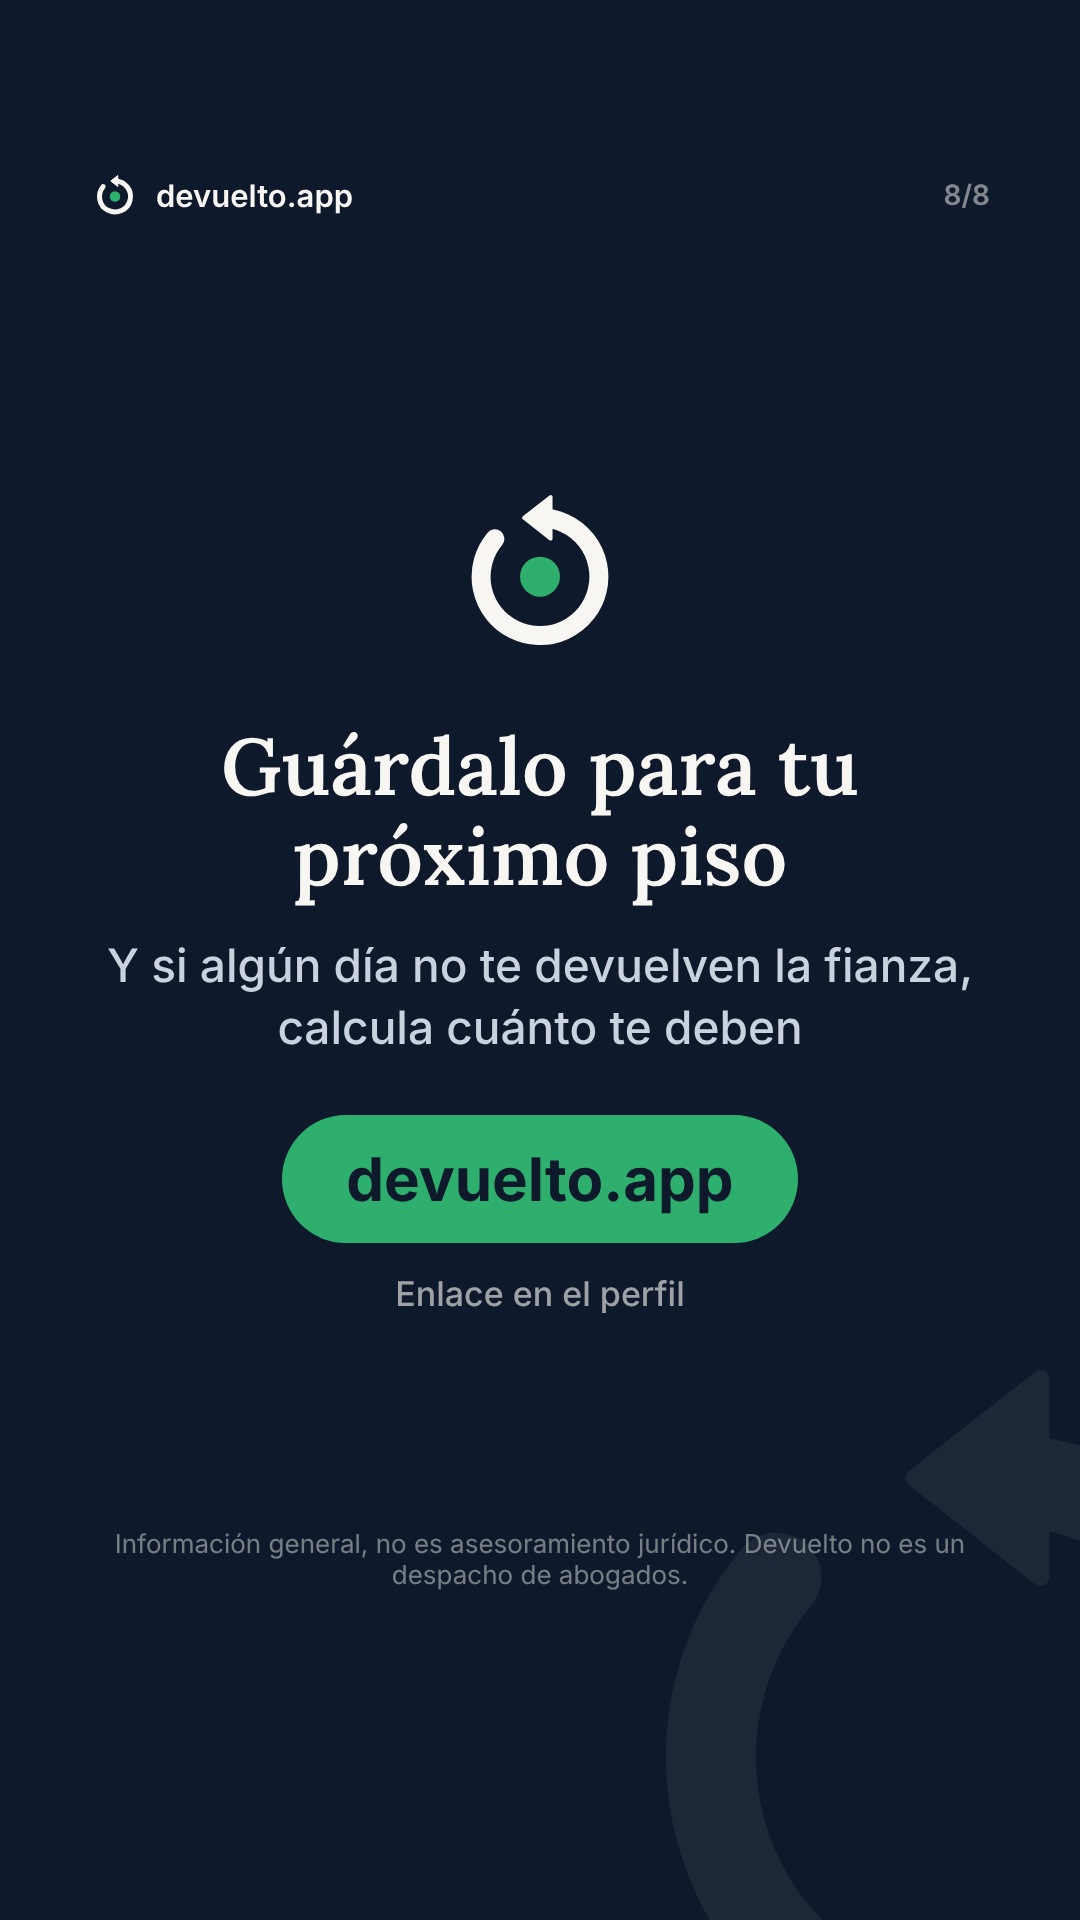 devuelto.app
8/8
Guárdalo para tu
próximo piso
Y si algún día no te devuelven la fianza,
calcula cuánto te deben
devuelto.app
Enlace en el perfil
Información general, no es asesoramiento jurídico. Devuelto no es un
despacho de abogados.